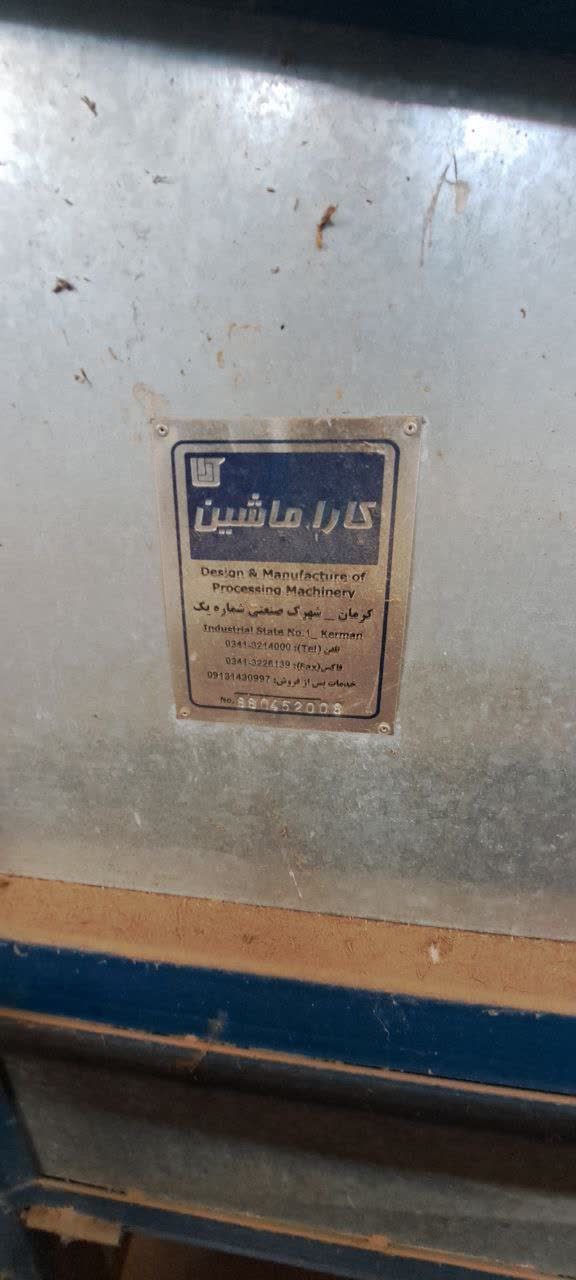 کارا ماشین
Design & Manufacture of
Processing Machinery
کرمان _ شهرک صنعتی شماره یک
Industrial State No.1_ Kerman
تلفن (Tel): 0341-3214000
فاکس(Fax): 0341-3226139
خدمات پس از فروش: 09131430997
No.